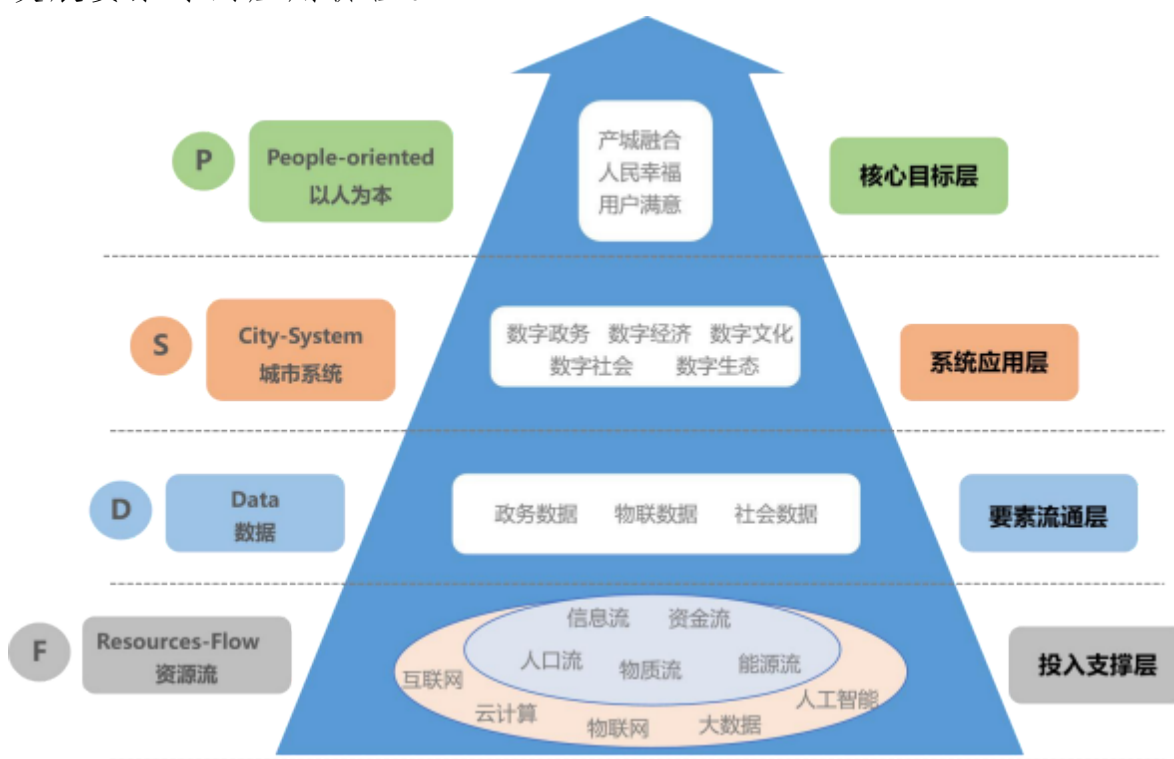 产城融合
P People-oriented 人民幸福 核心目标层
以人为本 用户满意
S City-System 数字政务 数字经济 数字文化 系统应用层
城市系统 数字社会 数字生态
D Data 政务数据 物联数据 社会数据 要素流通层
数据
信息流 资金流
F Resources-Flow 人口流 物质流 能源流 投入支撑层
资源流
互联网 云计算 物联网 大数据 人工智能